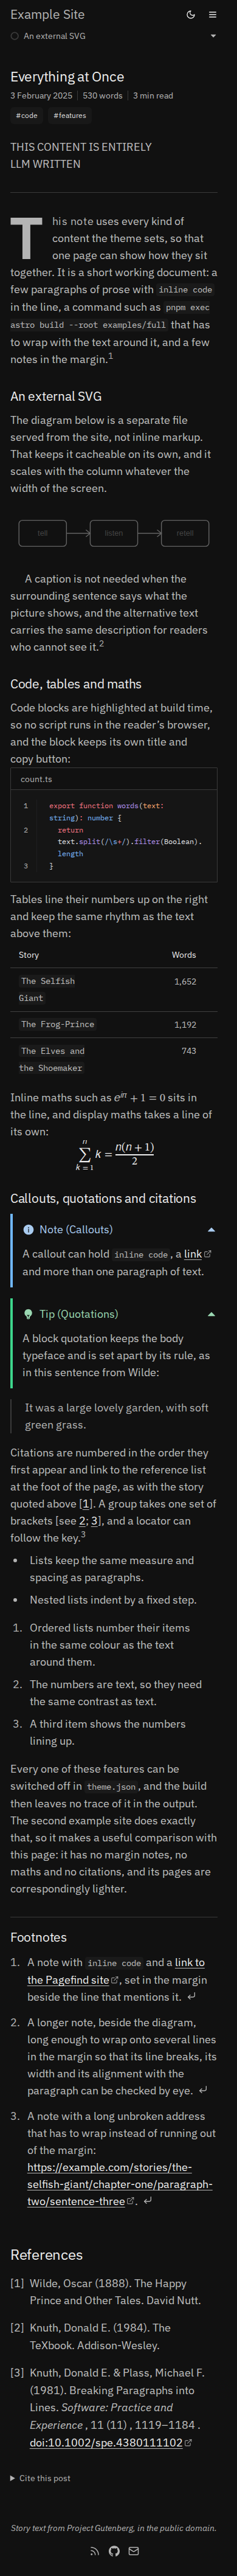 Example Site
An external SVG
Everything at Once
3 February 2025 530 words 3 min read
#code #features
THIS CONTENT IS ENTIRELY
LLM WRITTEN
This note uses every kind of
content the theme sets, so that
one page can show how they sit
together. It is a short working document: a
few paragraphs of prose with inline code
in the line, a command such as pnpm exec
astro build --root examples/full that has
to wrap with the text around it, and a few
notes in the margin.1
An external SVG
The diagram below is a separate file
served from the site, not inline markup.
That keeps it cacheable on its own, and it
scales with the column whatever the
width of the screen.
tell listen retell
A caption is not needed when the
surrounding sentence says what the
picture shows, and the alternative text
carries the same description for readers
who cannot see it.2
Code, tables and maths
Code blocks are highlighted at build time,
so no script runs in the reader's browser,
and the block keeps its own title and
copy button:
count.ts
1 export function words(text:
string): number {
2 return
text.split(/\s+/).filter(Boolean).
length
3 }
Tables line their numbers up on the right
and keep the same rhythm as the text
above them:
Story Words
The Selfish
Giant 1,652
The Frog-Prince 1,192
The Elves and
the Shoemaker 743
Inline maths such as e^{iπ} + 1 = 0 sits in
the line, and display maths takes a line of
its own:
∑_{k=1}^{n} k = n(n + 1)/2
Callouts, quotations and citations
Note (Callouts)
A callout can hold inline code, a link
and more than one paragraph of text.
Tip (Quotations)
A block quotation keeps the body
typeface and is set apart by its rule, as
in this sentence from Wilde:
It was a large lovely garden, with soft
green grass.
Citations are numbered in the order they
first appear and link to the reference list
at the foot of the page, as with the story
quoted above [1]. A group takes one set of
brackets [see 2; 3], and a locator can
follow the key.3
• Lists keep the same measure and
spacing as paragraphs.
• Nested lists indent by a fixed step.
1. Ordered lists number their items
in the same colour as the text
around them.
2. The numbers are text, so they need
the same contrast as text.
3. A third item shows the numbers
lining up.
Every one of these features can be
switched off in theme.json, and the build
then leaves no trace of it in the output.
The second example site does exactly
that, so it makes a useful comparison with
this page: it has no margin notes, no
maths and no citations, and its pages are
correspondingly lighter.
Footnotes
1. A note with inline code and a link to
the Pagefind site, set in the margin
beside the line that mentions it. ↵
2. A longer note, beside the diagram,
long enough to wrap onto several lines
in the margin so that its line breaks, its
width and its alignment with the
paragraph can be checked by eye. ↵
3. A note with a long unbroken address
that has to wrap instead of running out
of the margin:
https://example.com/stories/the-
selfish-giant/chapter-one/paragraph-
two/sentence-three. ↵
References
[1] Wilde, Oscar (1888). The Happy
Prince and Other Tales. David Nutt.
[2] Knuth, Donald E. (1984). The
TeXbook. Addison-Wesley.
[3] Knuth, Donald E. & Plass, Michael F.
(1981). Breaking Paragraphs into
Lines. Software: Practice and
Experience , 11 (11) , 1119–1184 .
doi:10.1002/spe.4380111102
Cite this post
Story text from Project Gutenberg, in the public domain.